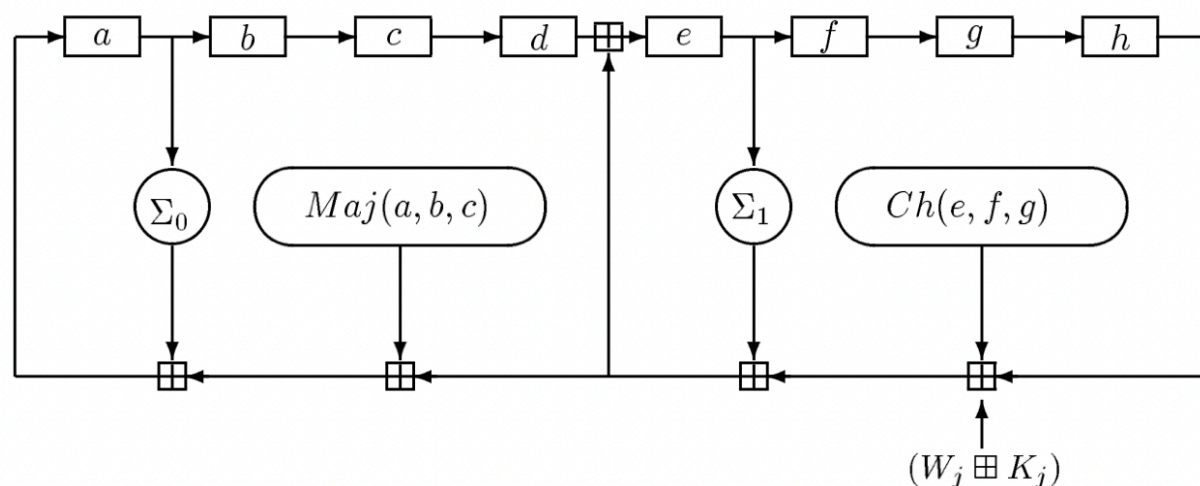 a b c d ⊞ e f g h
Σ₀ Maj(a, b, c) Σ₁ Ch(e, f, g)
⊞ ⊞ ⊞ ⊞
(Wⱼ ⊞ Kⱼ)